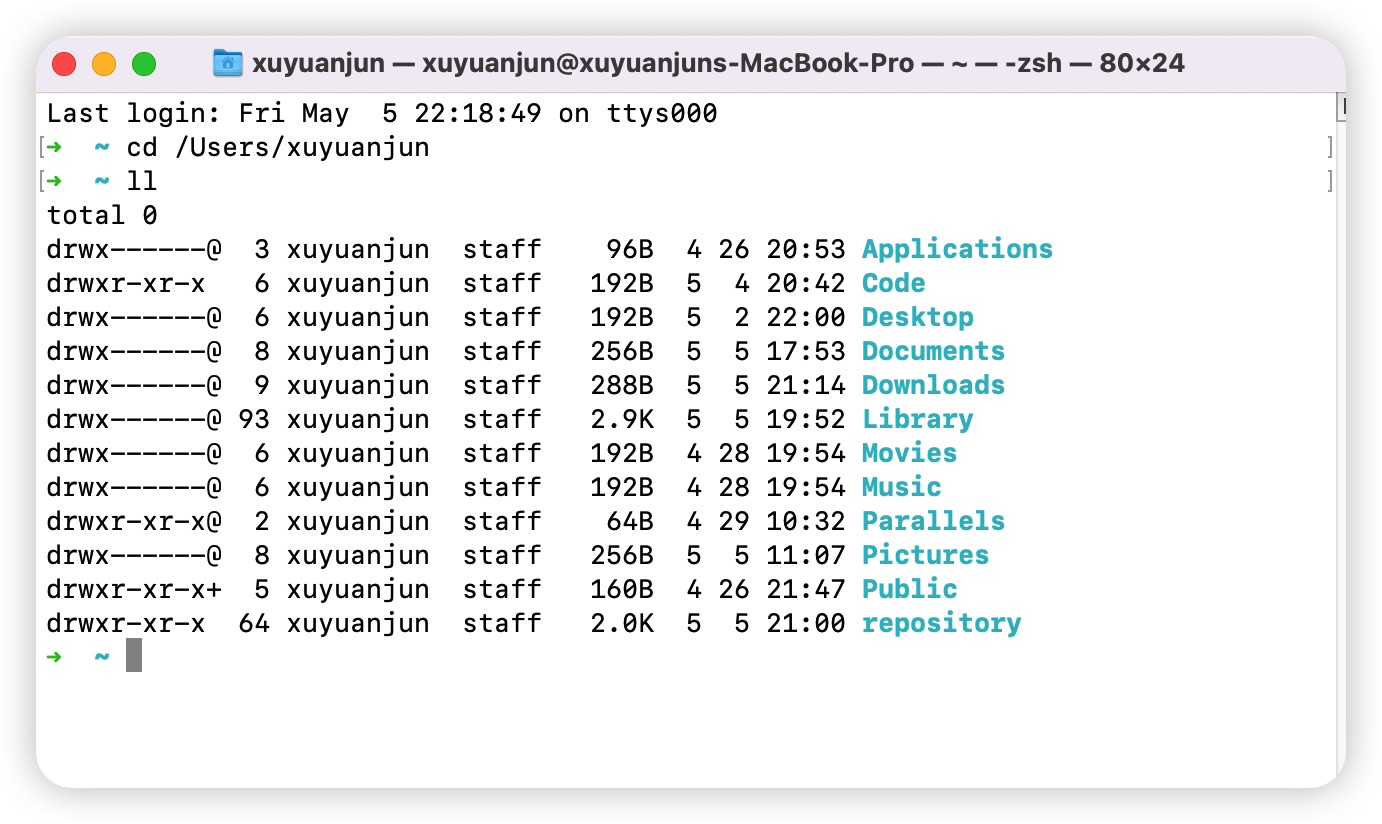 xuyuanjun — xuyuanjun@xuyuanjuns-MacBook-Pro — ~ — -zsh — 80×24
Last login: Fri May  5 22:18:49 on ttys000
[➜  ~ cd /Users/xuyuanjun ]
[➜  ~ ll ]
total 0
drwx------@  3 xuyuanjun  staff    96B  4 26 20:53 Applications
drwxr-xr-x   6 xuyuanjun  staff   192B  5  4 20:42 Code
drwx------@  6 xuyuanjun  staff   192B  5  2 22:00 Desktop
drwx------@  8 xuyuanjun  staff   256B  5  5 17:53 Documents
drwx------@  9 xuyuanjun  staff   288B  5  5 21:14 Downloads
drwx------@ 93 xuyuanjun  staff   2.9K  5  5 19:52 Library
drwx------@  6 xuyuanjun  staff   192B  4 28 19:54 Movies
drwx------@  6 xuyuanjun  staff   192B  4 28 19:54 Music
drwxr-xr-x@  2 xuyuanjun  staff    64B  4 29 10:32 Parallels
drwx------@  8 xuyuanjun  staff   256B  5  5 11:07 Pictures
drwxr-xr-x+  5 xuyuanjun  staff   160B  4 26 21:47 Public
drwxr-xr-x  64 xuyuanjun  staff   2.0K  5  5 21:00 repository
➜  ~